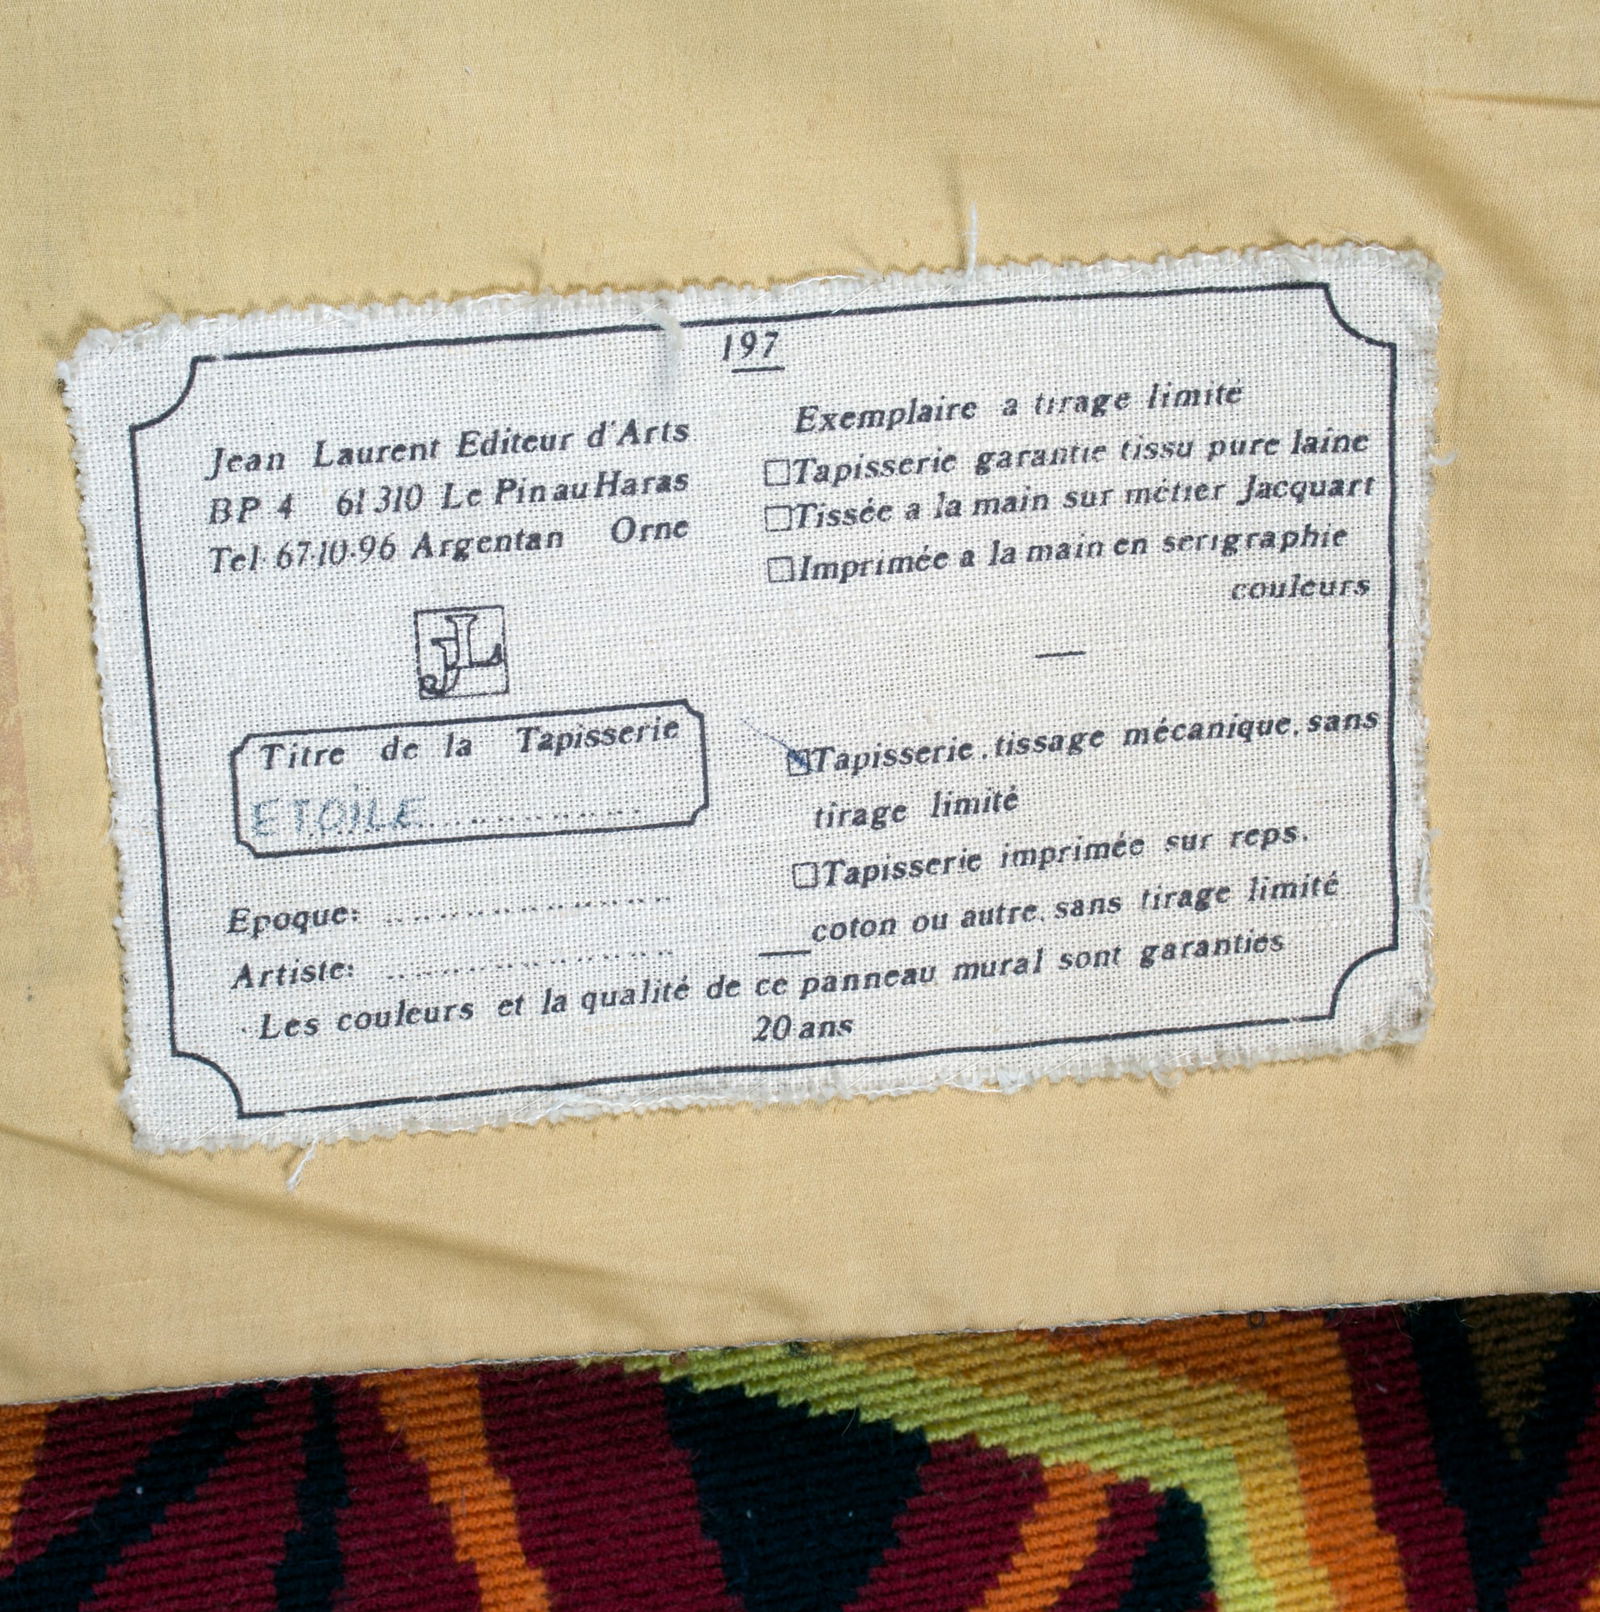 197
Jean Laurent Editeur d'Arts
BP 4 61310 Le Pin au Haras
Tel. 67.10.96 Argentan Orne
JL
Titre de la Tapisserie
ETOILE
Epoque:
Artiste:
Exemplaire a tirage limité
Tapisserie garantie tissu pure laine
Tissée a la main sur métier Jacquart
Imprimée a la main en serigraphie
couleurs
Tapisserie, tissage mécanique, sans
tirage limité
Tapisserie imprimée sur reps.
coton ou autre, sans tirage limité
Les couleurs et la qualité de ce panneau mural sont garanties
20 ans